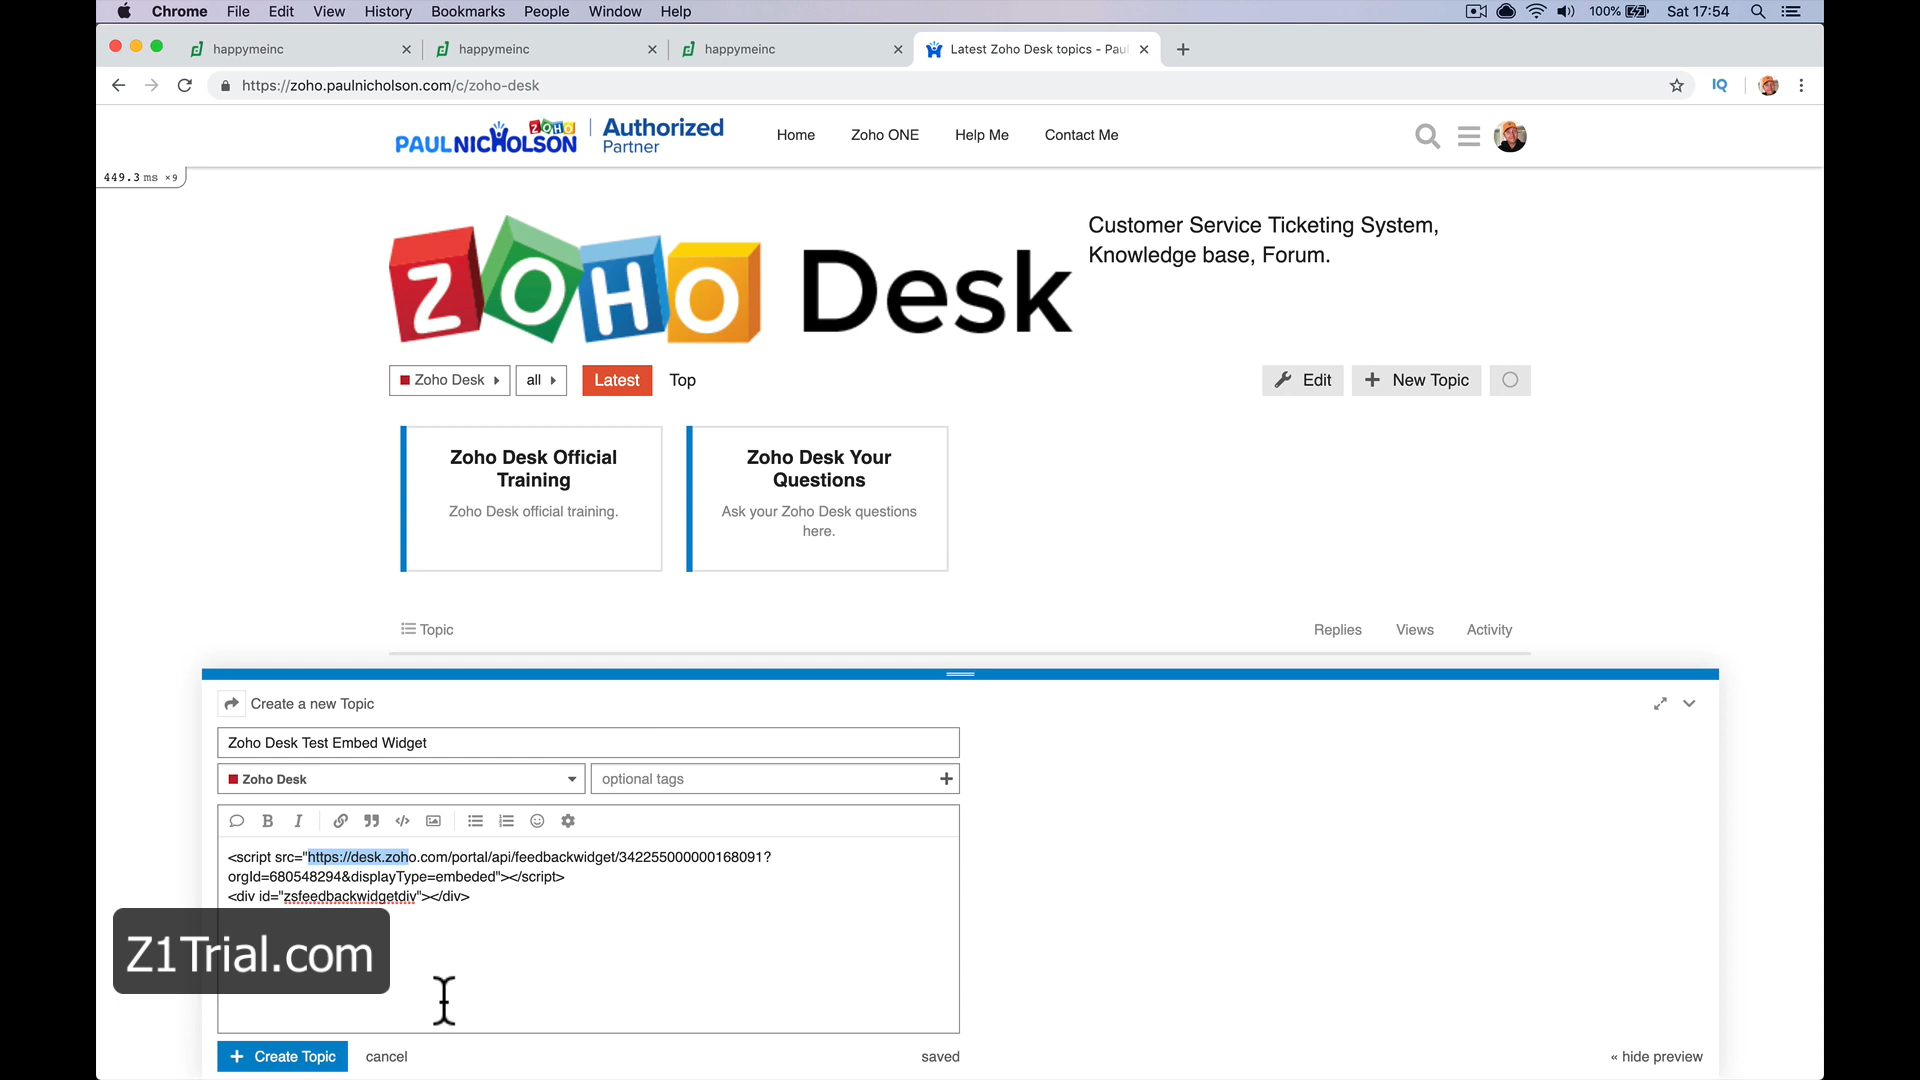 Chrome File Edit View History Bookmarks People Window Help 100% Sat 17:54
happymeinc happymeinc happymeinc Latest Zoho Desk topics - Pau
https://zoho.paulnicholson.com/c/zoho-desk IQ
PAULNICHOLSON ZOHO Authorized
Partner
Home Zoho ONE Help Me Contact Me
449.3 ms ×9
ZOHO Desk
Customer Service Ticketing System,
Knowledge base, Forum.
Zoho Desk all Latest Top Edit New Topic
Zoho Desk Official
Training
Zoho Desk official training.
Zoho Desk Your
Questions
Ask your Zoho Desk questions
here.
Topic Replies Views Activity
Create a new Topic
Zoho Desk Test Embed Widget
Zoho Desk optional tags
<script src="https://desk.zoho.com/portal/api/feedbackwidget/342255000000168091?
orgId=680548294&displayType=embeded"></script>
<div id="zsfeedbackwidgetdiv"></div>
Z1Trial.com
Create Topic cancel saved « hide preview